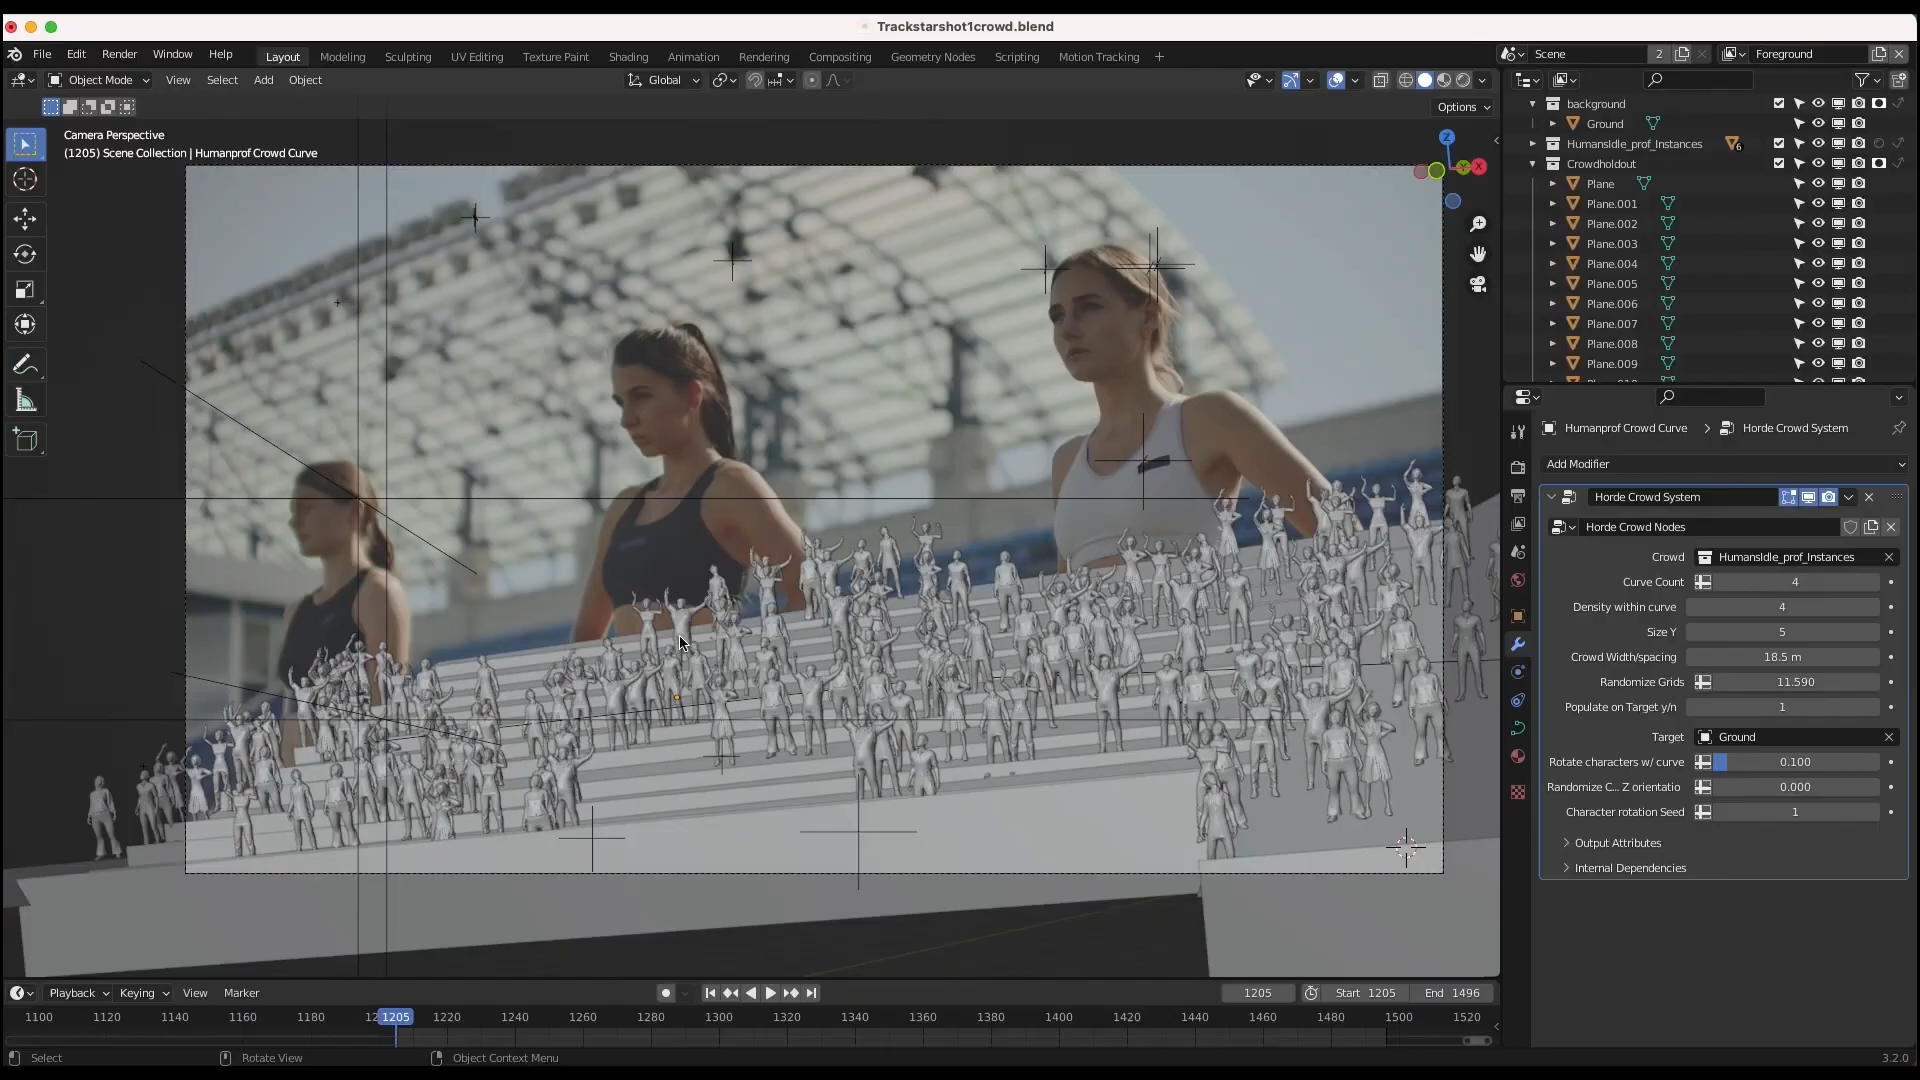 Trackstarshot1crowd.blend
File Edit Render Window Help Layout Modeling Sculpting UV Editing Texture Paint Shading Animation Rendering Compositing Geometry Nodes Scripting Motion Tracking + Scene 2 Foreground
Object Mode View Select Add Object Global
Options
Camera Perspective
(1205) Scene Collection | Humanprof Crowd Curve
Z
Y X
background
Ground
HumansIdle_prof_Instances 6
Crowdholdout
Plane
Plane.001
Plane.002
Plane.003
Plane.004
Plane.005
Plane.006
Plane.007
Plane.008
Plane.009
Humanprof Crowd Curve > Horde Crowd System
Add Modifier
Horde Crowd System
Horde Crowd Nodes
Crowd HumansIdle_prof_Instances
Curve Count 4
Density within curve 4
Size Y 5
Crowd Width/spacing 18.5 m
Randomize Grids 11.590
Populate on Target y/n 1
Target Ground
Rotate characters w/ curve 0.100
Randomize C... Z orientatio 0.000
Character rotation Seed 1
Output Attributes
Internal Dependencies
Playback Keying View Marker 1205 Start 1205 End 1496
1100 1120 1140 1160 1180 1205 1220 1240 1260 1280 1300 1320 1340 1360 1380 1400 1420 1440 1460 1480 1500 1520
Select Rotate View Object Context Menu 3.2.0